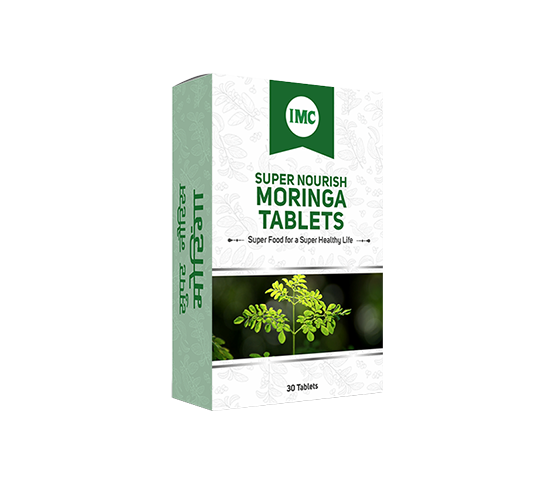 IMC
SUPER NOURISH
MORINGA
TABLETS
Super Food for a Super Healthy Life
30 Tablets